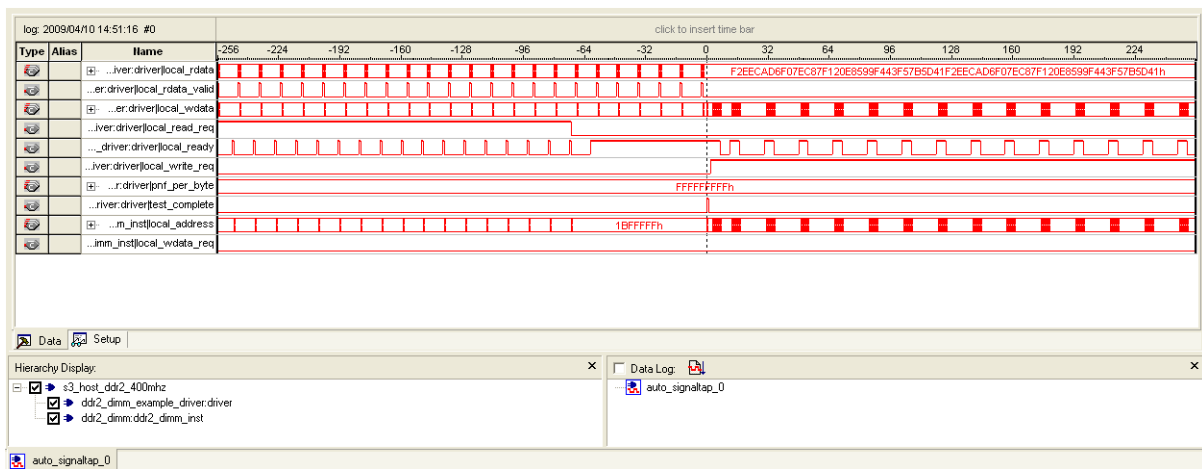 log: 2009/04/10 14:51:16 #0 click to insert time bar
Type Alias Name -256 -224 -192 -160 -128 -96 -64 -32 0 32 64 96 128 160 192 224
...iver:driver|local_rdata F2EECAD6F07EC87F120E8599F443F57B5D41F2EECAD6F07EC87F120E8599F443F57B5D41h
...er:driver|local_rdata_valid
...er:driver|local_wdata
...iver:driver|local_read_req
..._driver:driver|local_ready
...iver:driver|local_write_req
...r:driver|pnf_per_byte FFFFFFFFFh
...river:driver|test_complete
...m_inst|local_address 1BFFFFFh
...imm_inst|local_wdata_req
Data Setup
Hierarchy Display: × Data Log: ×
s3_host_ddr2_400mhz auto_signaltap_0
ddr2_dimm_example_driver:driver
ddr2_dimm:ddr2_dimm_inst
auto_signaltap_0